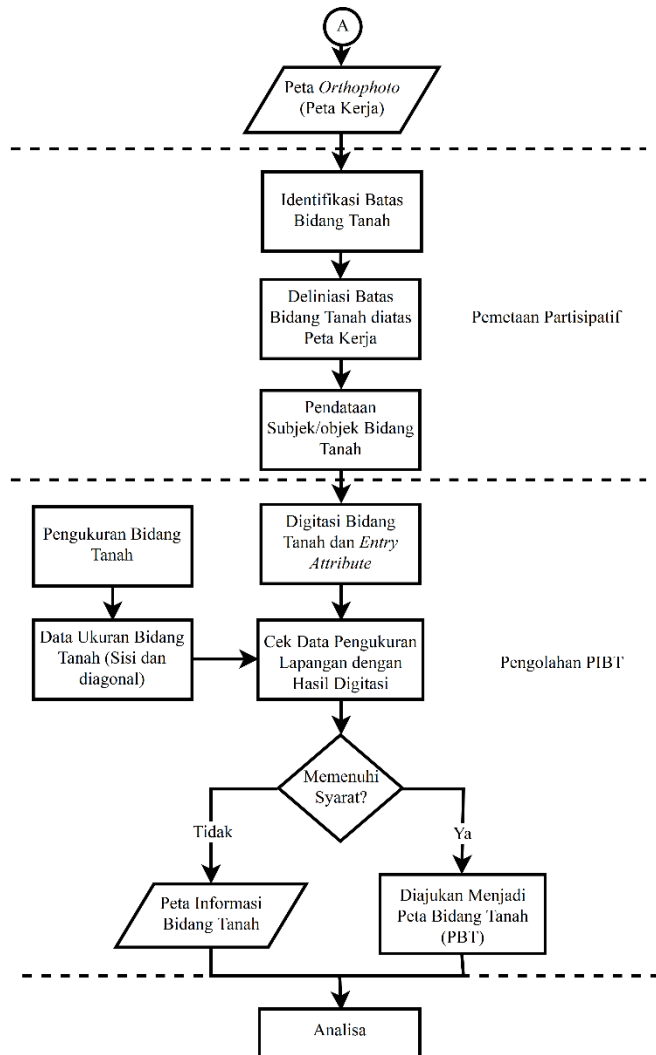 A
Peta Orthophoto
(Peta Kerja)
Identifikasi Batas
Bidang Tanah
Deliniasi Batas
Bidang Tanah diatas
Peta Kerja
Pemetaan Partisipatif
Pendataan
Subjek/objek Bidang
Tanah
Pengukuran Bidang
Tanah
Digitasi Bidang
Tanah dan Entry
Attribute
Data Ukuran Bidang
Tanah (Sisi dan
diagonal)
Cek Data Pengukuran
Lapangan dengan
Hasil Digitasi
Pengolahan PIBT
Memenuhi
Syarat?
Tidak
Ya
Peta Informasi
Bidang Tanah
Diajukan Menjadi
Peta Bidang Tanah
(PBT)
Analisa